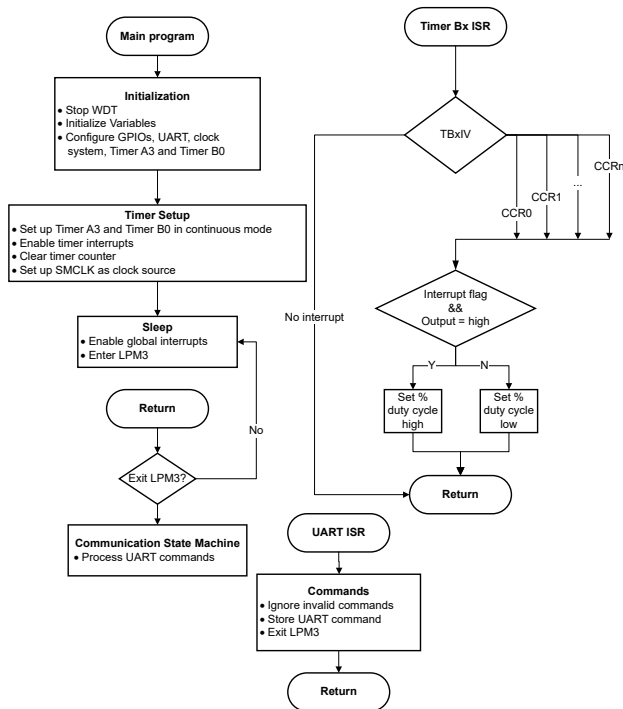 Main program
Initialization
• Stop WDT
• Initialize Variables
• Configure GPIOs, UART, clock
system, Timer A3 and Timer B0
Timer Setup
• Set up Timer A3 and Timer B0 in continuous mode
• Enable timer interrupts
• Clear timer counter
• Set up SMCLK as clock source
Sleep
• Enable global interrupts
• Enter LPM3
Return
No
Exit LPM3?
Communication State Machine
• Process UART commands
Timer Bx ISR
TBxIV
CCR0
CCR1
...
CCRn
No interrupt
Interrupt flag
&&
Output = high
Y
N
Set %
duty cycle
high
Set %
duty cycle
low
Return
UART ISR
Commands
• Ignore invalid commands
• Store UART command
• Exit LPM3
Return